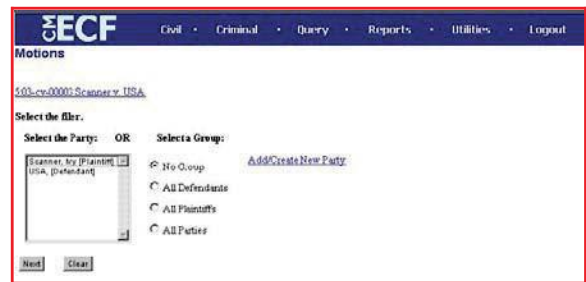 CM ECF Civil · Criminal · Query · Reports · Utilities · Logout
Motions
5:03-cv-00003 Scanner v. USA
Select the filer.
Select the Party: OR Select a Group:
Scanner, Ivy [Plaintiff]
USA, [Defendant]
No Group
All Defendants
All Plaintiffs
All Parties
Add/Create New Party
Next Clear